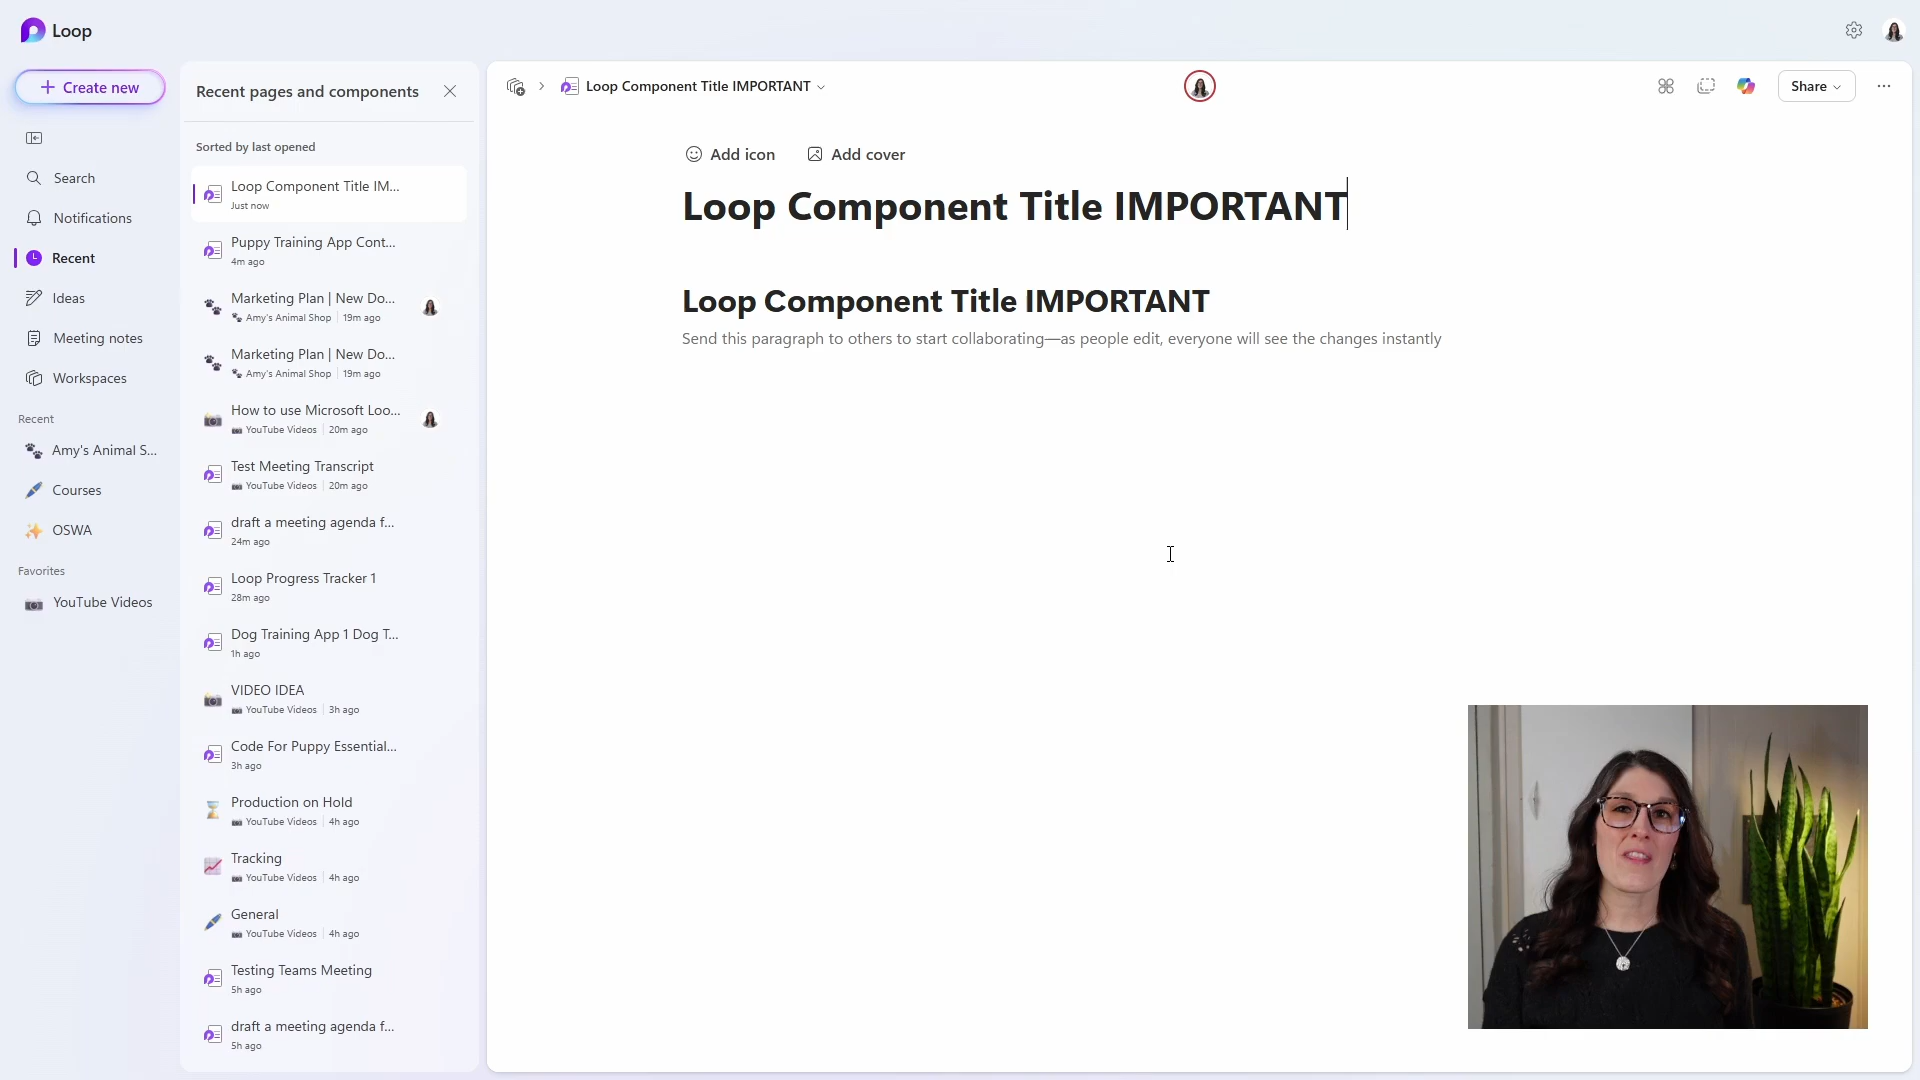 Loop
Create new
Search
Notifications
Recent
Ideas
Meeting notes
Workspaces
Recent
Amy's Animal S...
Courses
OSWA
Favorites
YouTube Videos
Recent pages and components
Sorted by last opened
Loop Component Title IM...
Just now
Puppy Training App Cont...
4m ago
Marketing Plan | New Do...
Amy's Animal Shop | 19m ago
Marketing Plan | New Do...
Amy's Animal Shop | 19m ago
How to use Microsoft Loo...
YouTube Videos | 20m ago
Test Meeting Transcript
YouTube Videos | 20m ago
draft a meeting agenda f...
24m ago
Loop Progress Tracker 1
28m ago
Dog Training App 1 Dog T...
1h ago
VIDEO IDEA
YouTube Videos | 3h ago
Code For Puppy Essential...
3h ago
Production on Hold
YouTube Videos | 4h ago
Tracking
YouTube Videos | 4h ago
General
YouTube Videos | 4h ago
Testing Teams Meeting
5h ago
draft a meeting agenda f...
5h ago
Loop Component Title IMPORTANT
Share
Add icon Add cover
Loop Component Title IMPORTANT
Loop Component Title IMPORTANT
Send this paragraph to others to start collaborating—as people edit, everyone will see the changes instantly